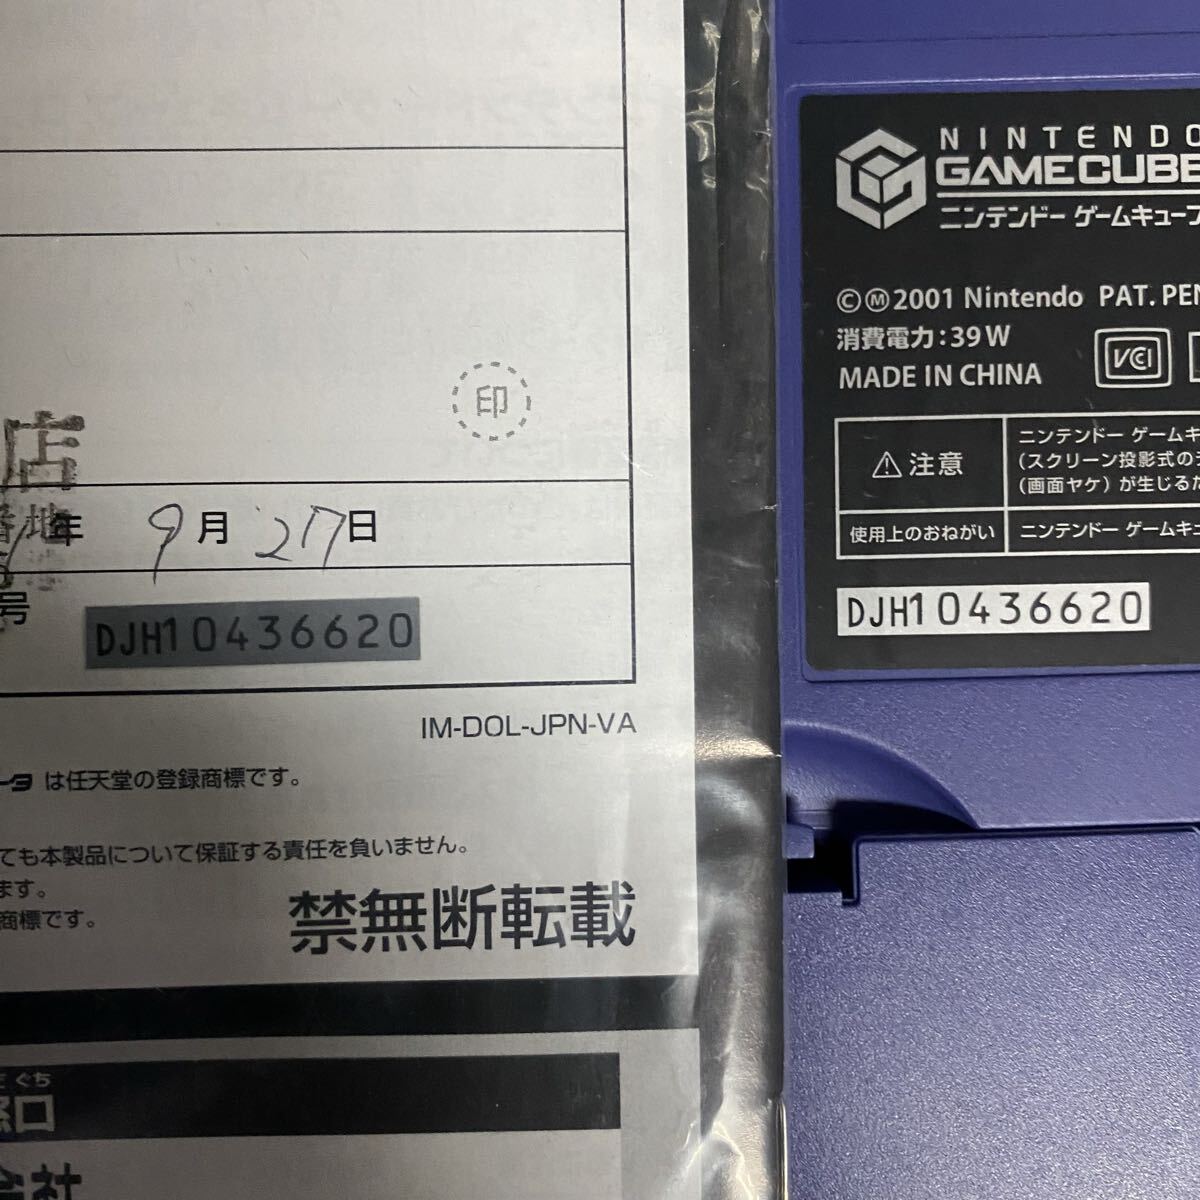 印
店
番地
年 9月 27日
号
DJH10436620
IM-DOL-JPN-VA
は任天堂の登録商標です。
ても本製品について保証する責任を負いません。
ます。
商標です。
禁無断転載
ぐち
口
会社
NINTENDO
GAMECUBE
ニンテンドー ゲームキューブ
©Ⓜ2001 Nintendo PAT. PEN
消費電力:39W
MADE IN CHINA
VCI
⚠注意
ニンテンドー ゲームキ
(スクリーン投影式の
(画面ヤケ)が生じるた
使用上のおねがい
ニンテンドー ゲームキュ
DJH10436620